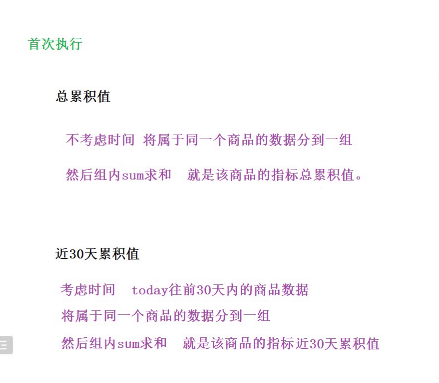 首次执行
总累积值
不考虑时间 将属于同一个商品的数据分到一组
然后组内sum求和 就是该商品的指标总累积值。
近30天累积值
考虑时间 today往前30天内的商品数据
将属于同一个商品的数据分到一组
然后组内sum求和 就是该商品的指标近30天累积值